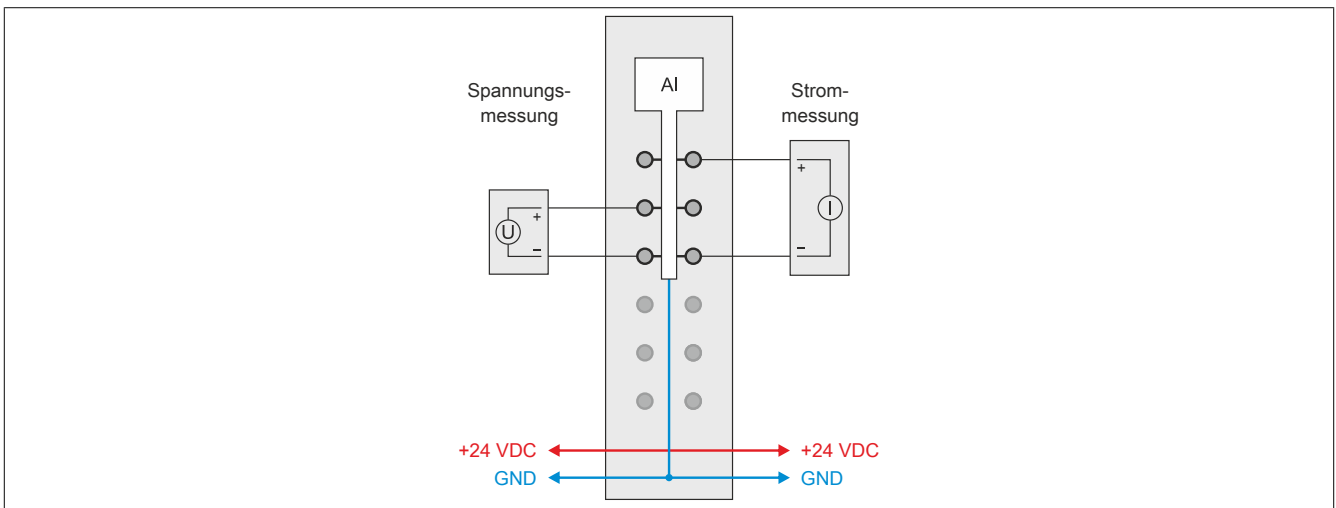 AI
Spannungs-
messung
Strom-
messung
+
+
U
I
–
–
+24 VDC
+24 VDC
GND
GND